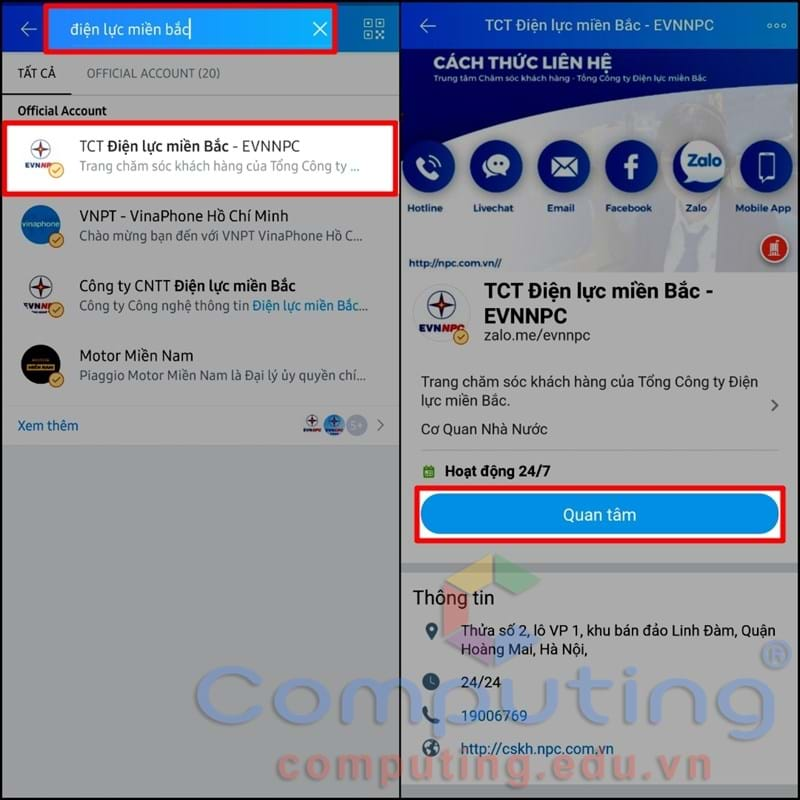 điện lực miền bắc
TẤT CẢ
OFFICIAL ACCOUNT (20)
Official Account
EVNNPC
TCT Điện lực miền Bắc - EVNNPC
Trang chăm sóc khách hàng của Tổng Công ty ...
vinaphone
VNPT - VinaPhone Hồ Chí Minh
Chào mừng bạn đến với VNPT VinaPhone Hồ C...
Công ty CNTT Điện lực miền Bắc
Công ty Công nghệ thông tin Điện lực miền Bắc...
Motor Miền Nam
Piaggio Motor Miền Nam là Đại lý ủy quyền chí...
Xem thêm
5+
TCT Điện lực miền Bắc - EVNNPC
CÁCH THỨC LIÊN HỆ
Trung tâm Chăm sóc khách hàng - Tổng Công ty Điện lực miền Bắc
Zalo
Hotline
Livechat
Email
Facebook
Zalo
Mobile App
http://npc.com.vn//
EVNNPC
TCT Điện lực miền Bắc -
EVNNPC
zalo.me/evnnpc
Trang chăm sóc khách hàng của Tổng Công ty Điện
lực miền Bắc.
Cơ Quan Nhà Nước
Hoạt động 24/7
Quan tâm
Thông tin
Thửa số 2, lô VP 1, khu bán đảo Linh Đàm, Quận
Hoàng Mai, Hà Nội,
24/24
19006769
http://cskh.npc.com.vn
Computing ®
computing.edu.vn